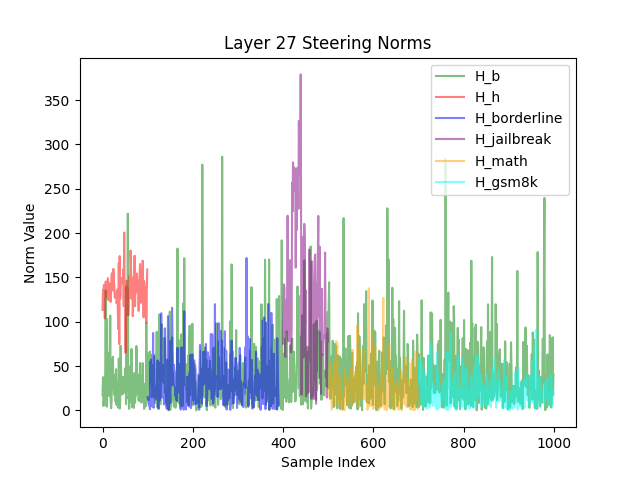 Layer 27 Steering Norms
H_b
H_h
H_borderline
H_jailbreak
H_math
H_gsm8k
Norm Value
350
300
250
200
150
100
50
0
0 200 400 600 800 1000
Sample Index